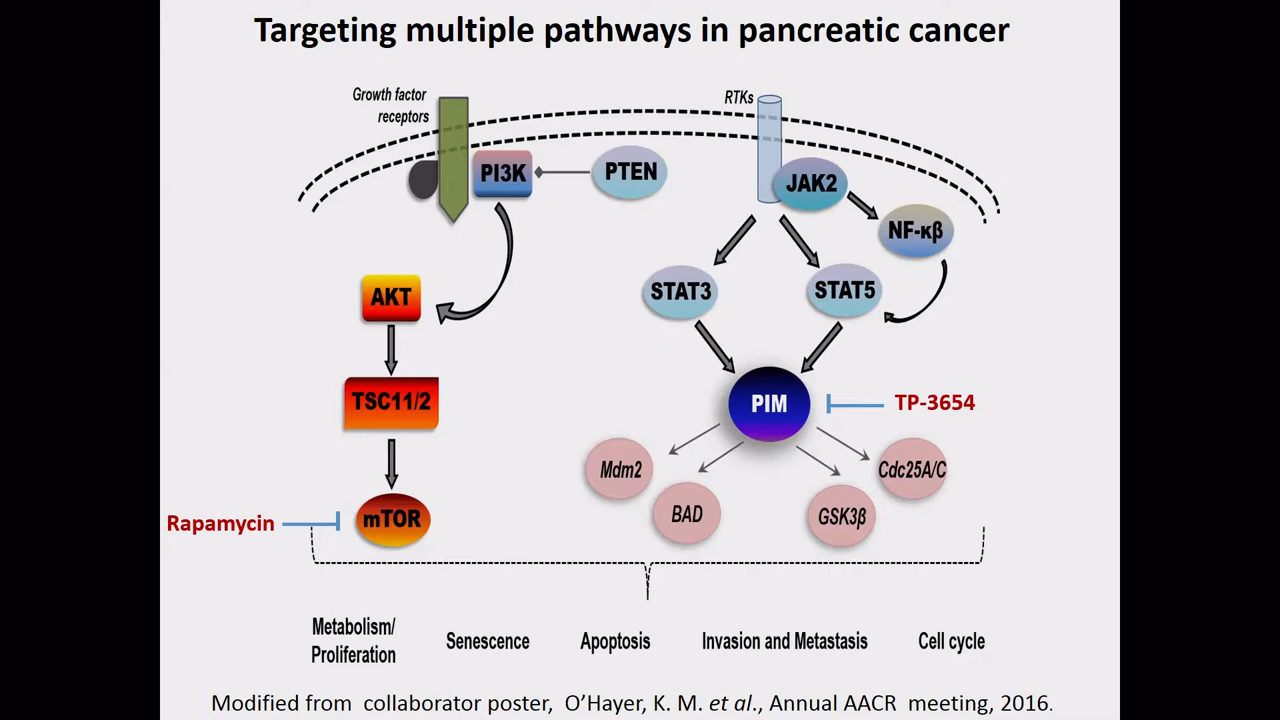 Targeting multiple pathways in pancreatic cancer
Growth factor
receptors
RTKs
PI3K
PTEN
JAK2
NF-κβ
AKT
STAT3
STAT5
TSC11/2
PIM
TP-3654
Mdm2
Cdc25A/C
BAD
GSK3β
Rapamycin
mTOR
Metabolism/
Proliferation
Senescence
Apoptosis
Invasion and Metastasis
Cell cycle
Modified from collaborator poster, O’Hayer, K. M. et al., Annual AACR meeting, 2016.